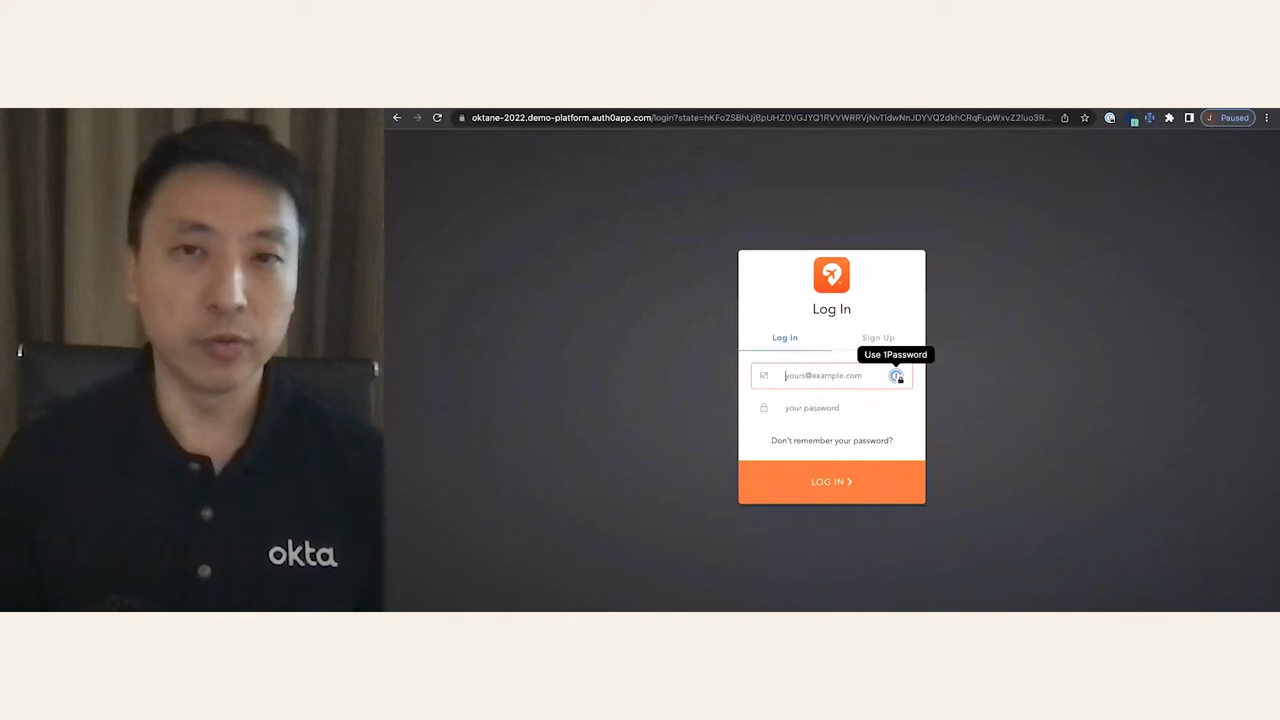 oktane-2022.demo-platform.auth0app.com/login?state=hKFo2SBhUjBpUHZ0VGJYQ1RVVWRRVjNvTldwNnJDYVQ2dkhCRqFupWxvZ2luo3R...
J Paused
Log In
Log In Sign Up
Use 1Password
yours@example.com
your password
Don't remember your password?
LOG IN >
okta